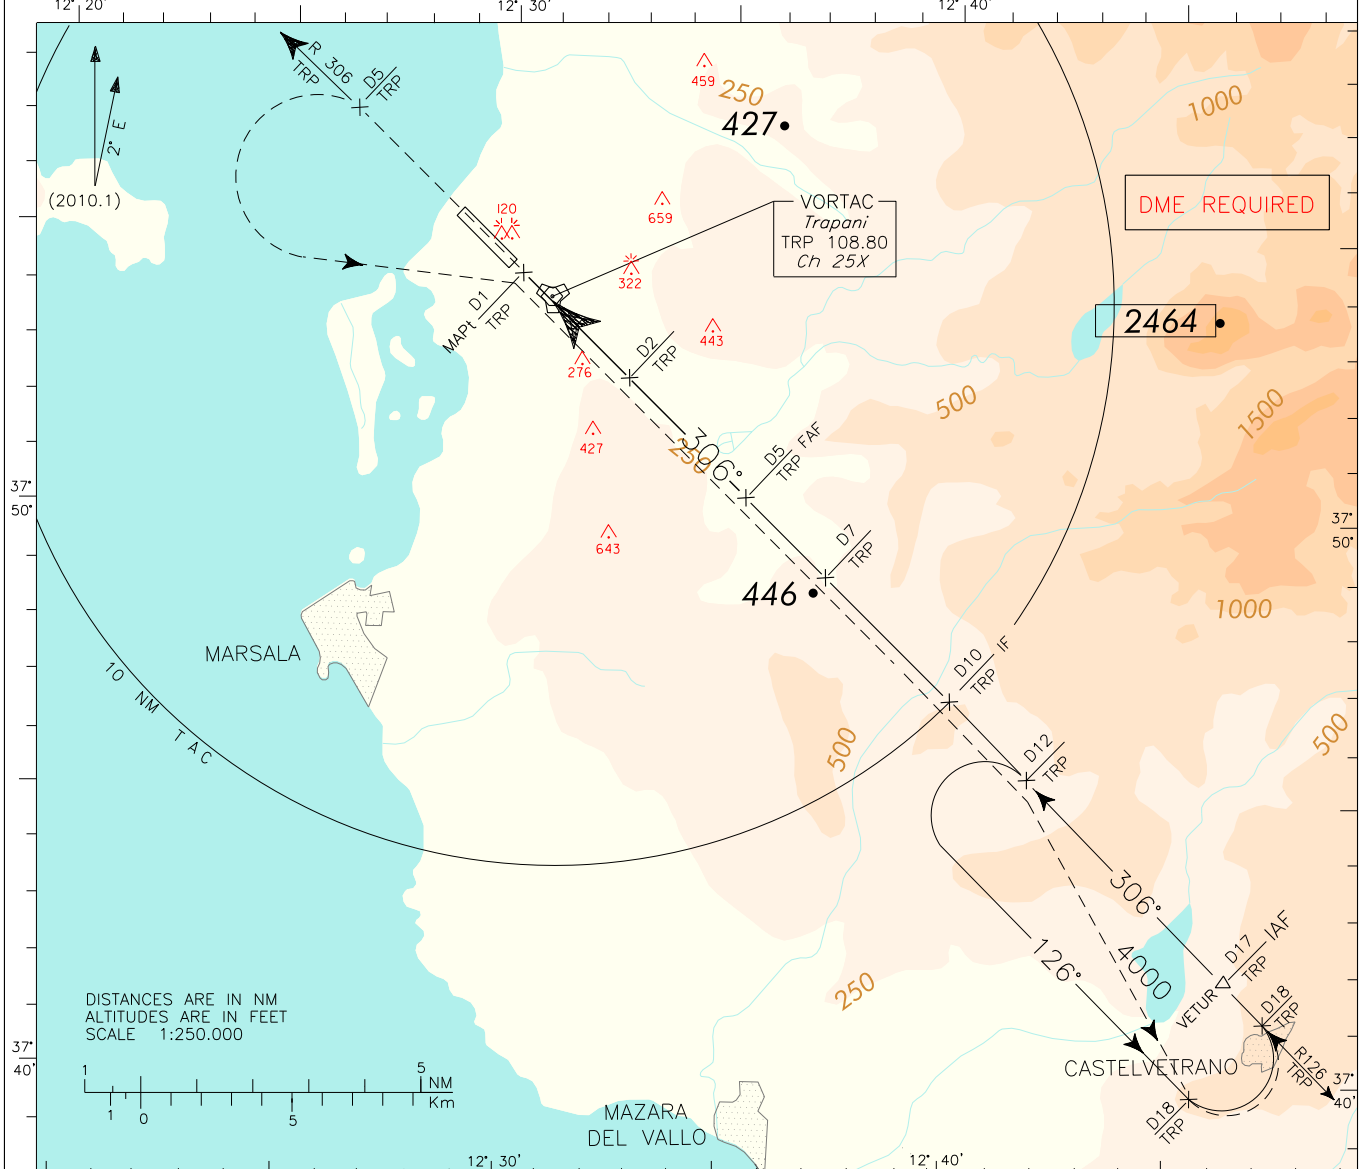 12° 20'
12° 30'
12° 40'
R 306
TRP
D5
TRP
2° E
(2010.1)
459
250
427
1000
DME REQUIRED
120
659
VORTAC
Trapani
TRP 108.80
Ch 25X
322
MAPt D1
TRP
2464
443
D2
TRP
276
500
1500
427
250
306°
D5 FAF
TRP
37°
50'
37°
50'
643
D7
TRP
446
1000
MARSALA
D10 IF
TRP
10 NM TAC
500
D12
TRP
500
306°
126°
4000
D17 IAF
TRP
VETUR
250
D18
TRP
DISTANCES ARE IN NM
ALTITUDES ARE IN FEET
SCALE 1:250.000
37°
40'
CASTELVETRANO
R126
TRP
37°
40'
1 5 NM
1 0 5 Km
D18
TRP
MAZARA
DEL VALLO
12° 30'
12° 40'